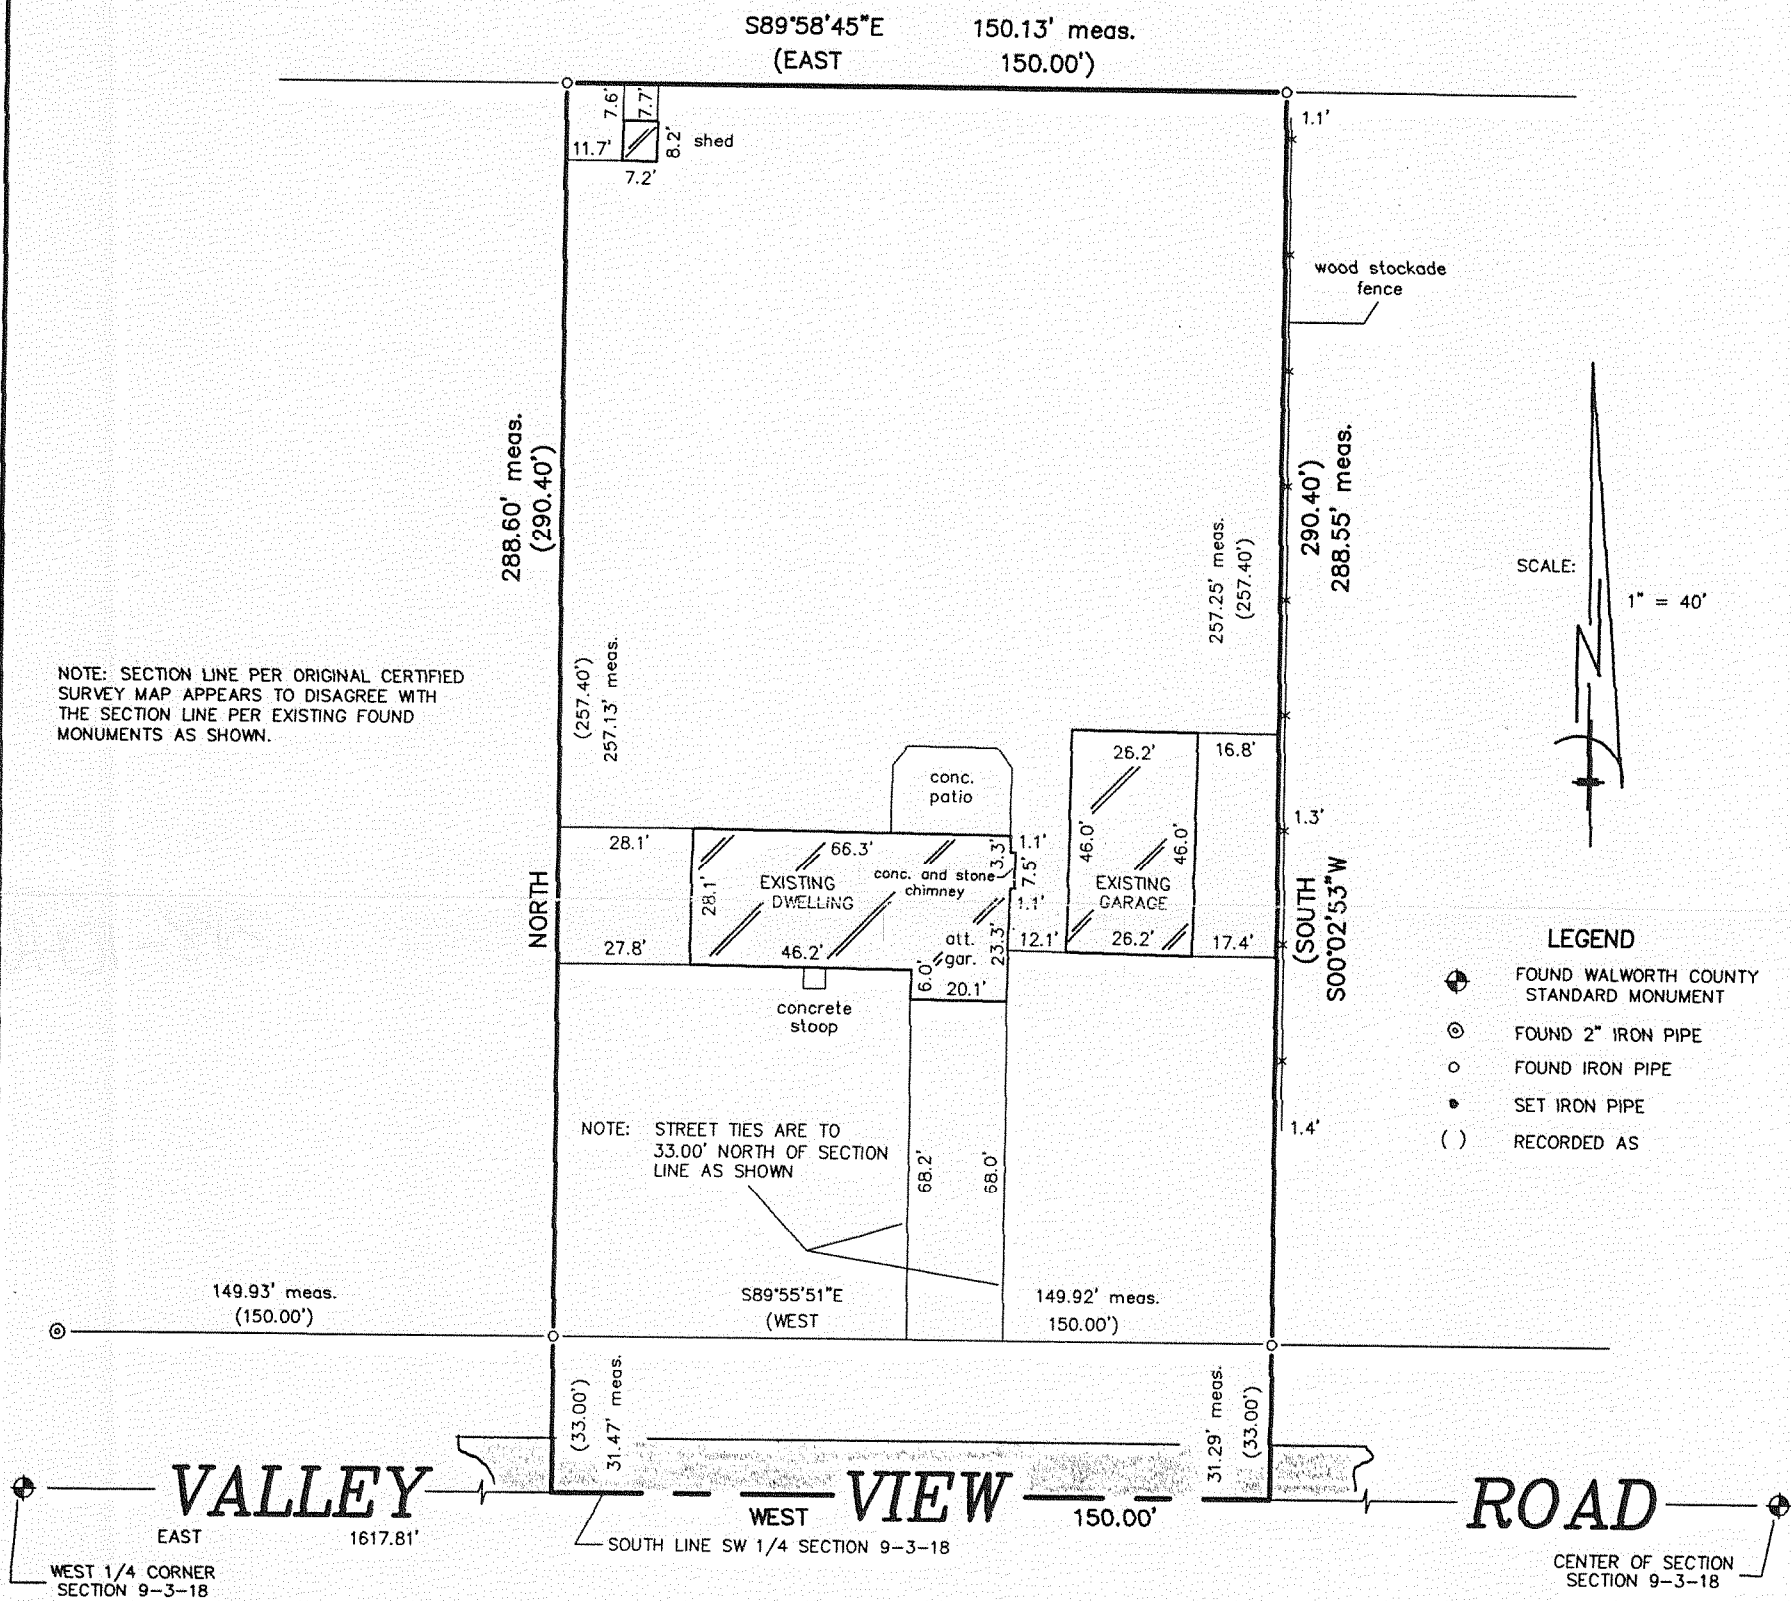 S89°58'45"E 150.13' meas.
(EAST 150.00')
7.6'
7.7'
11.7'
8.2'
shed
7.2'
1.1'
wood stockade
fence
288.60' meas.
(290.40')
290.40')
288.55' meas.
257.25' meas.
(257.40')
SCALE:
1" = 40'
N
(257.40')
257.13' meas.
NOTE: SECTION LINE PER ORIGINAL CERTIFIED
SURVEY MAP APPEARS TO DISAGREE WITH
THE SECTION LINE PER EXISTING FOUND
MONUMENTS AS SHOWN.
conc.
patio
26.2'
16.8'
1.3'
28.1'
66.3'
3.3'
1.1'
7.5'
46.0'
46.0'
EXISTING
DWELLING
conc. and stone
chimney
28.1'
1.1'
EXISTING
GARAGE
NORTH
(SOUTH
S00°02'53"W
27.8'
46.2'
att.
gar.
23.3'
12.1'
26.2'
17.4'
6.0'
20.1'
concrete
stoop
LEGEND
FOUND WALWORTH COUNTY
STANDARD MONUMENT
FOUND 2" IRON PIPE
FOUND IRON PIPE
SET IRON PIPE
( ) RECORDED AS
1.4'
NOTE: STREET TIES ARE TO
33.00' NORTH OF SECTION
LINE AS SHOWN
68.2'
68.0'
149.93' meas.
(150.00')
S89°55'51"E 149.92' meas.
(WEST 150.00')
(33.00')
31.47' meas.
31.29' meas.
(33.00')
VALLEY VIEW ROAD
EAST 1617.81'
WEST 150.00'
SOUTH LINE SW 1/4 SECTION 9-3-18
WEST 1/4 CORNER
SECTION 9-3-18
CENTER OF SECTION
SECTION 9-3-18